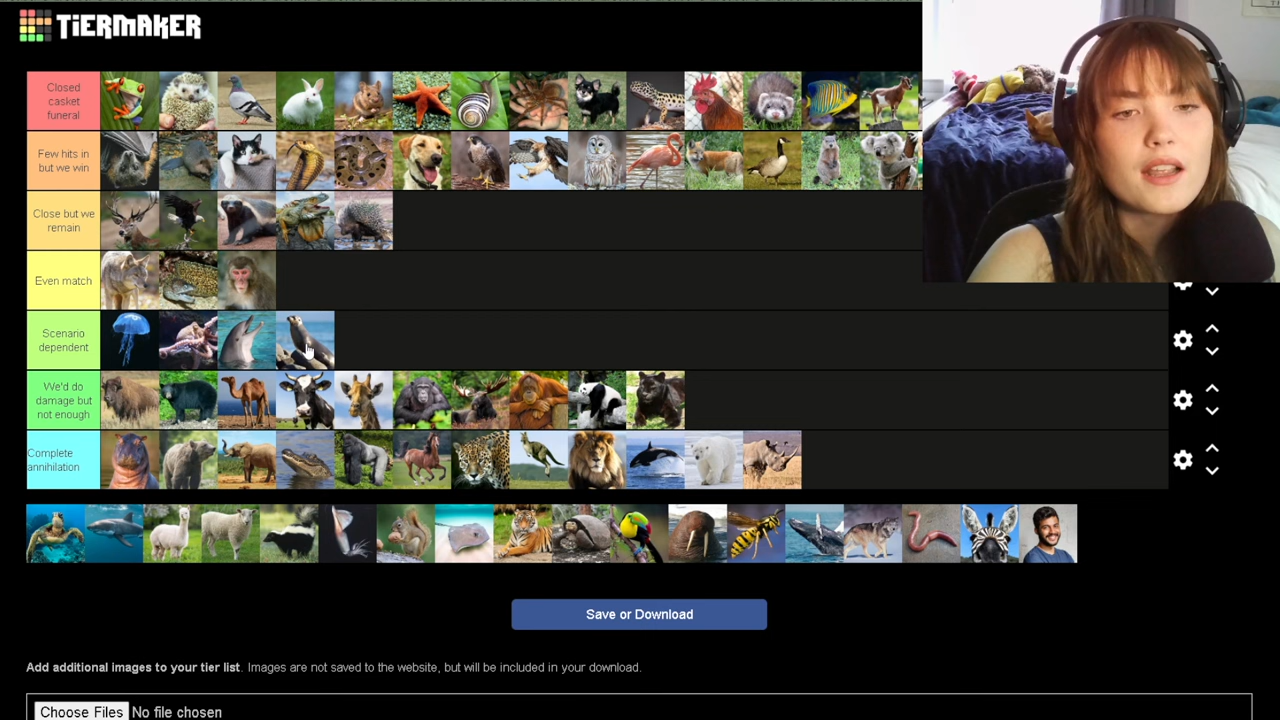 TiERMAKER
Closed
casket
funeral
Few hits in
but we win
Close but we
remain
Even match
Scenario
dependent
We'd do
damage but
not enough
Complete
annihilation
Save or Download
Add additional images to your tier list. Images are not saved to the website, but will be included in your download.
Choose Files No file chosen